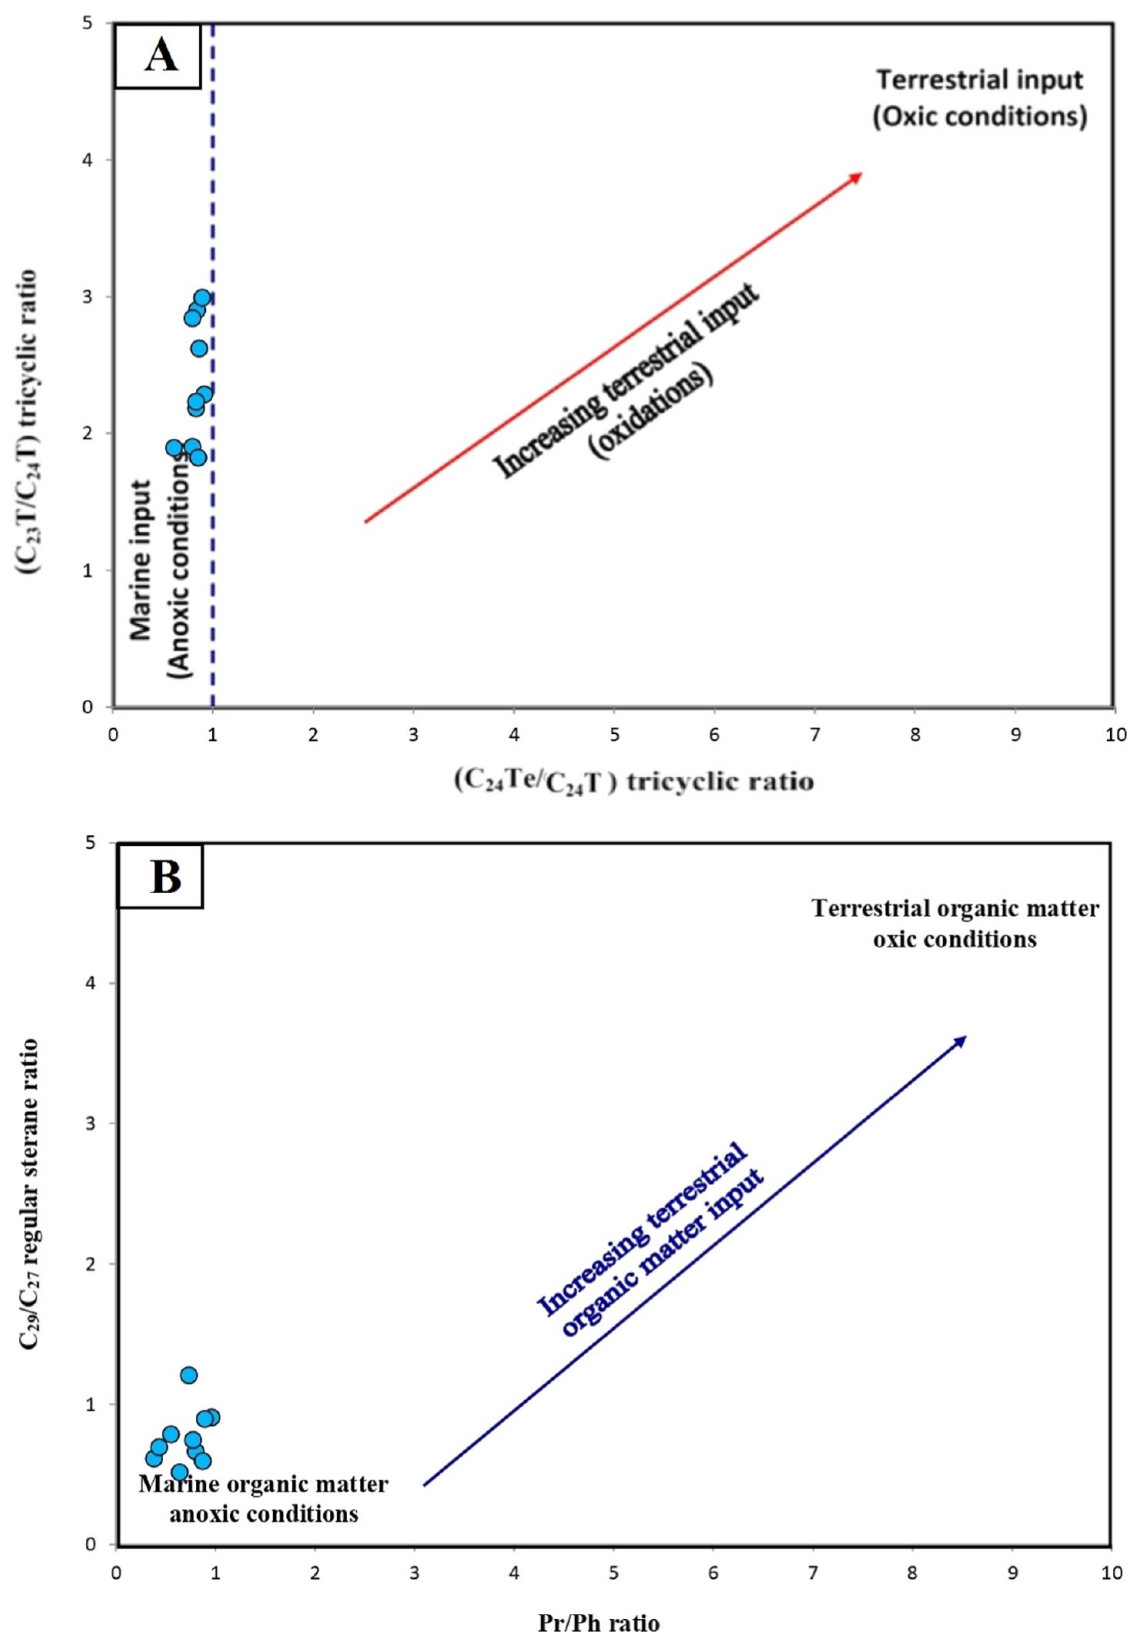 A
5
4
3
2
1
0
(C₂₃T/C₂₄T) tricyclic ratio
Terrestrial input
(Oxic conditions)
Increasing terrestrial input
(oxidations)
Marine input
(Anoxic conditions)
0 1 2 3 4 5 6 7 8 9 10
(C₂₄Te/C₂₄T ) tricyclic ratio
B
5
4
3
2
1
0
C₂₉/C₂₇ regular sterane ratio
Terrestrial organic matter
oxic conditions
Increasing terrestrial
organic matter input
Marine organic matter
anoxic conditions
0 1 2 3 4 5 6 7 8 9 10
Pr/Ph ratio